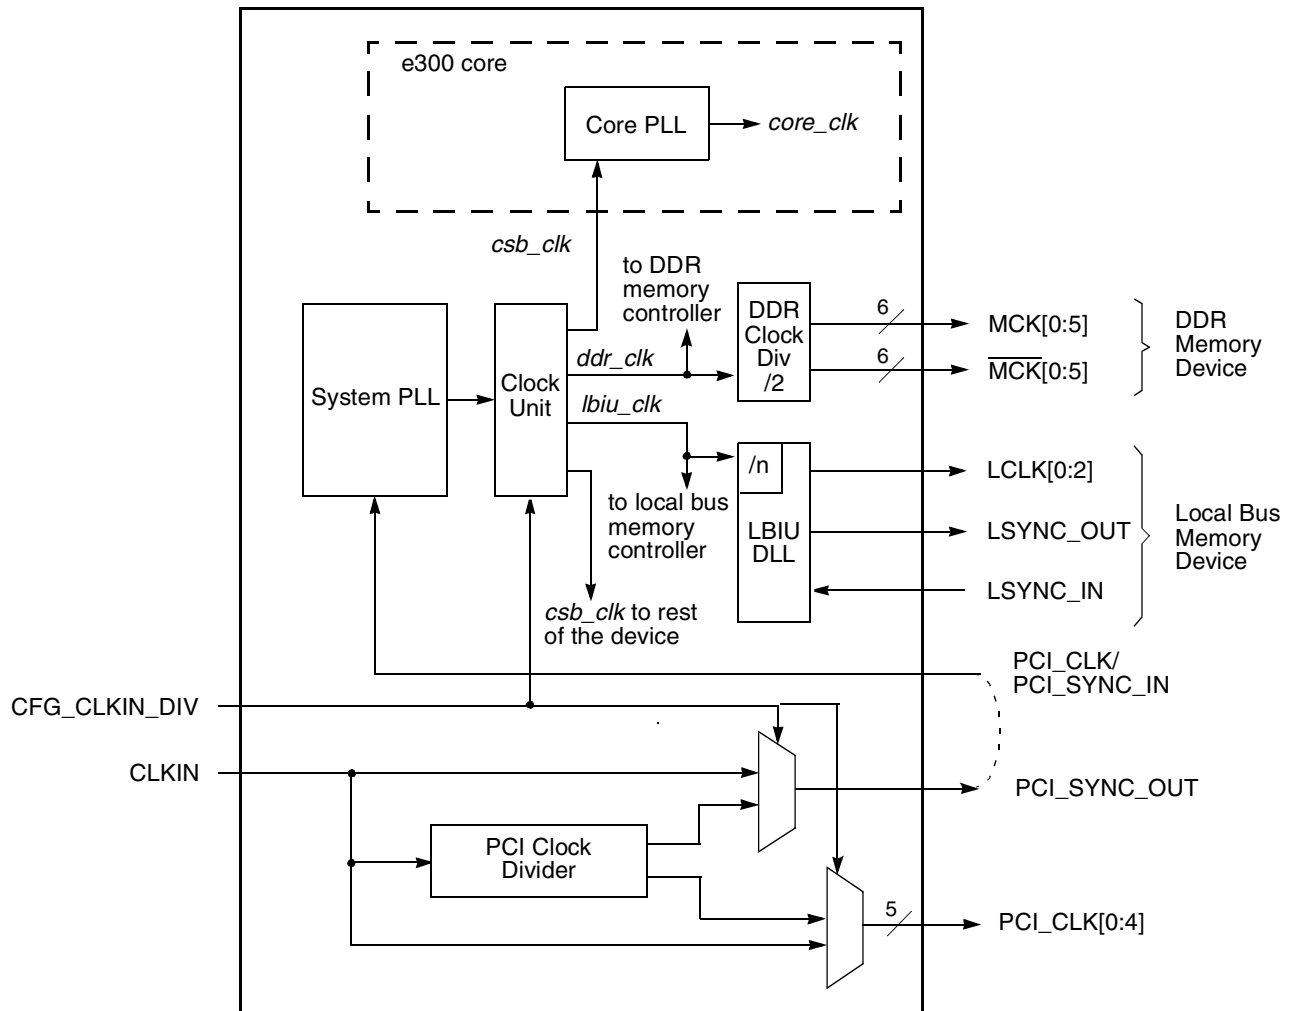 e300 core
Core PLL
core_clk
csb_clk
to DDR
memory
controller
DDR
Clock
Div
/2
6
MCK[0:5]
6
MCK[0:5]
DDR
Memory
Device
System PLL
Clock
Unit
ddr_clk
lbiu_clk
/n
LBIU
DLL
to local bus
memory
controller
csb_clk to rest
of the device
LCLK[0:2]
LSYNC_OUT
LSYNC_IN
Local Bus
Memory
Device
PCI_CLK/
PCI_SYNC_IN
CFG_CLKIN_DIV
CLKIN
PCI_SYNC_OUT
PCI Clock
Divider
5
PCI_CLK[0:4]